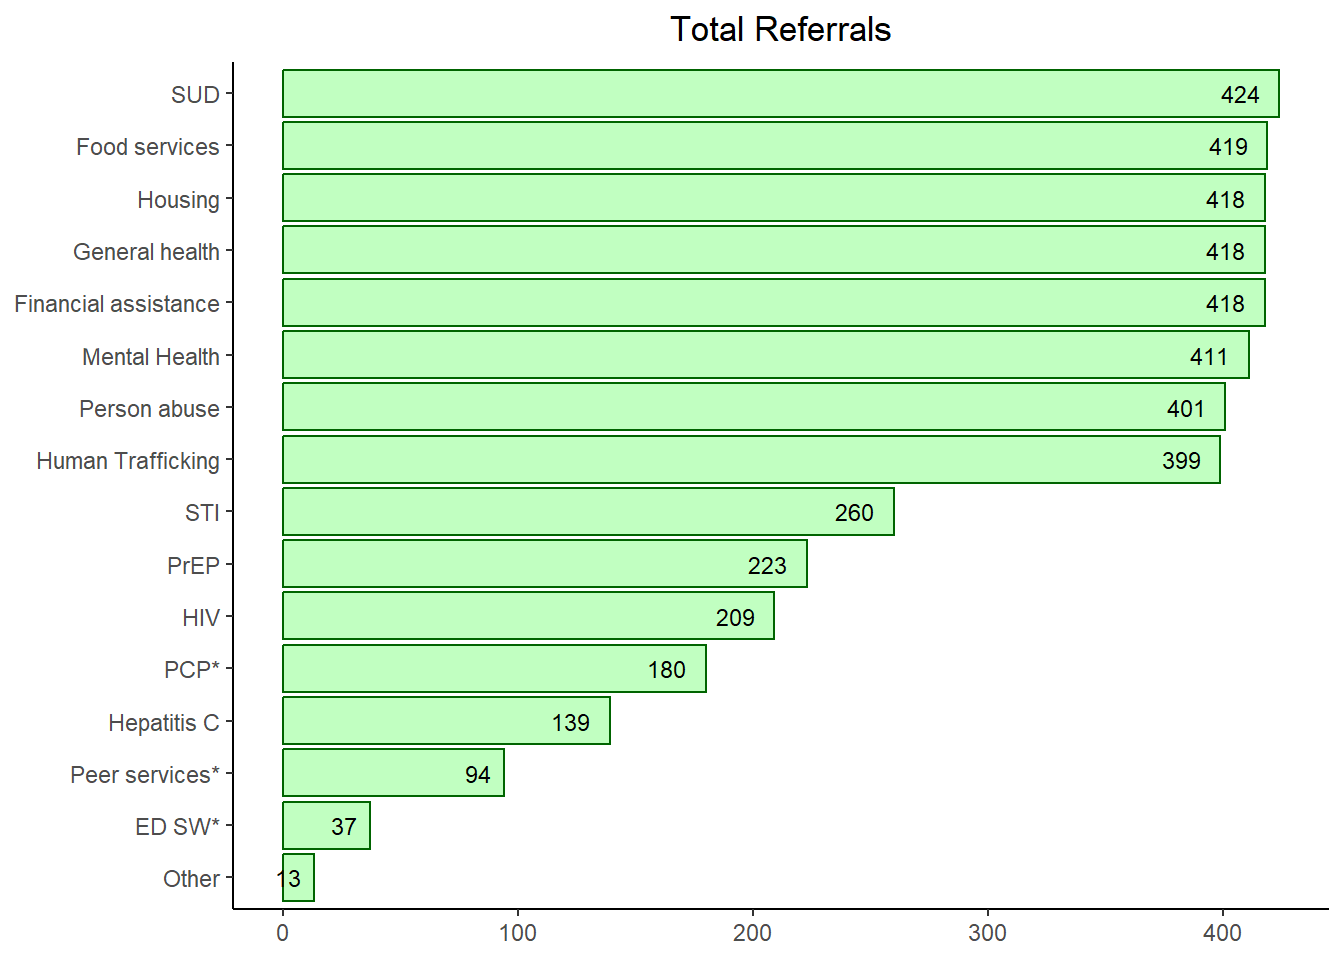 Total Referrals
SUD 424
Food services 419
Housing 418
General health 418
Financial assistance 418
Mental Health 411
Person abuse 401
Human Trafficking 399
STI 260
PrEP 223
HIV 209
PCP* 180
Hepatitis C 139
Peer services* 94
ED SW* 37
Other 13
0 100 200 300 400